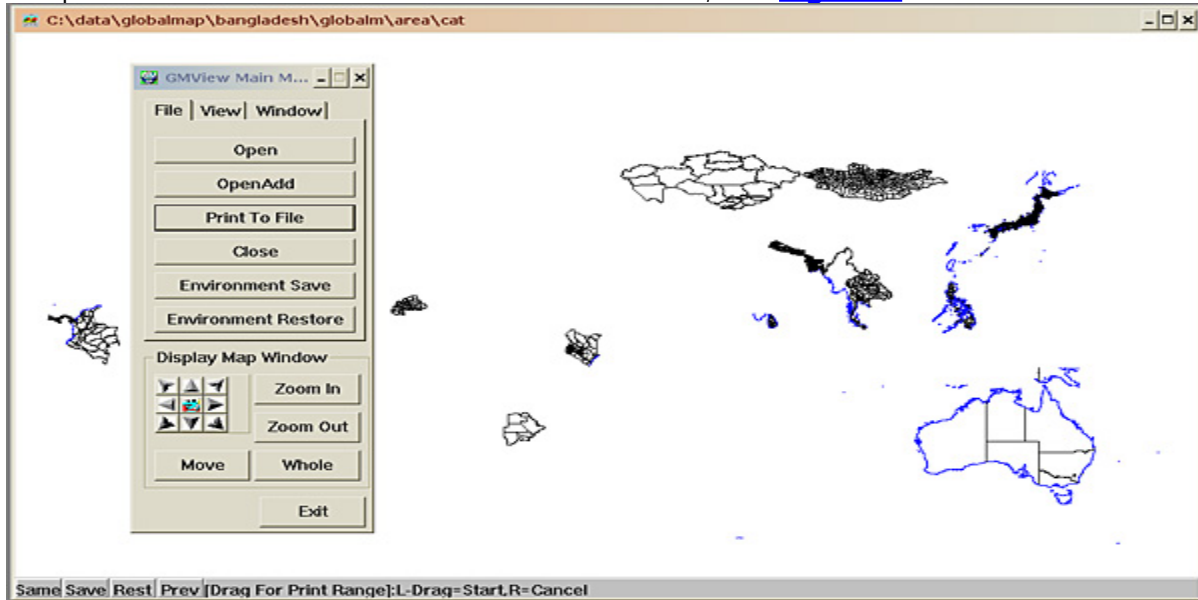 C:\data\globalmap\bangladesh\globalm\area\cat
GMView Main M...
File View Window
Open
OpenAdd
Print To File
Close
Environment Save
Environment Restore
Display Map Window
Zoom In
Zoom Out
Move Whole
Exit
Same Save Rest Prev [Drag For Print Range]:L-Drag=Start,R=Cancel